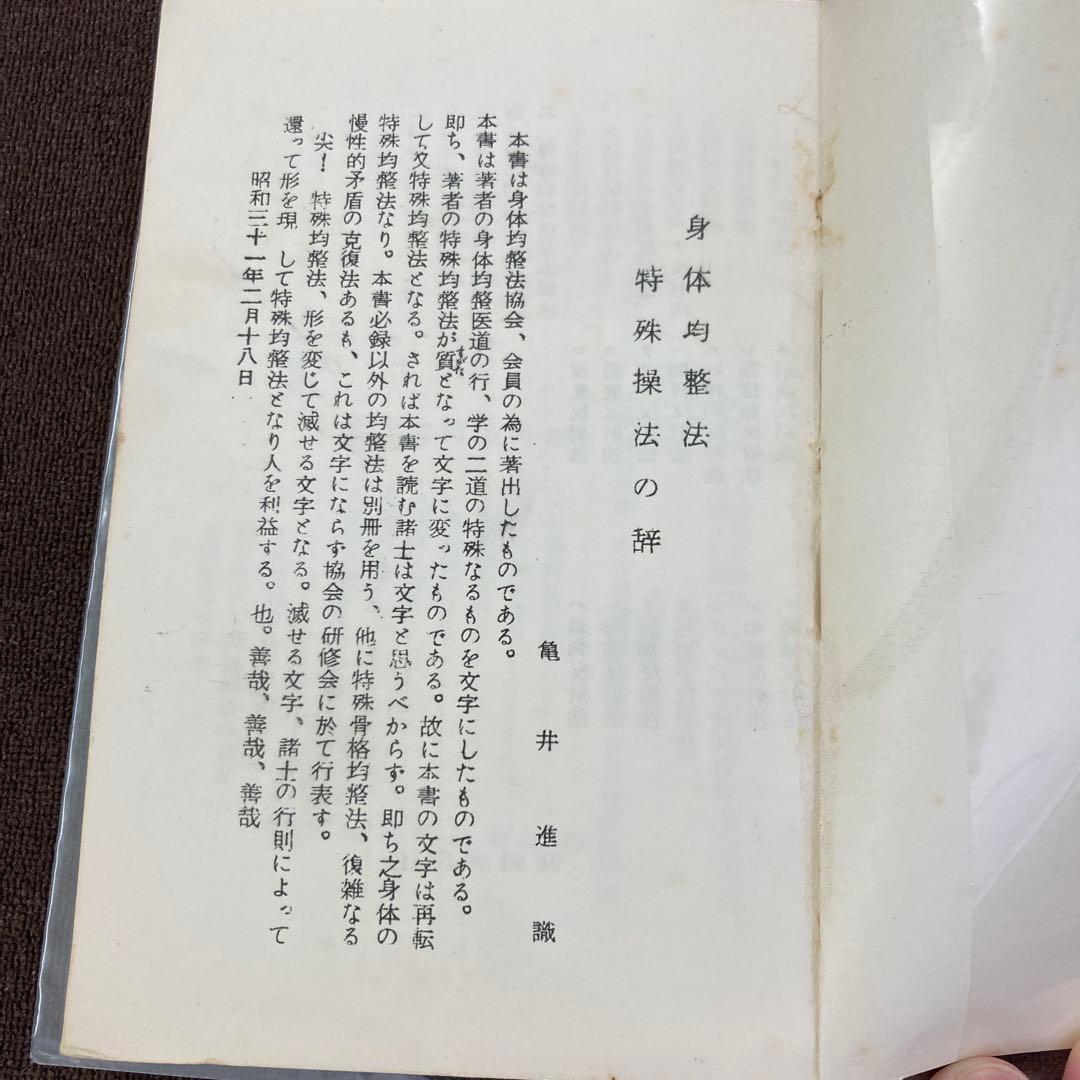 身体均整法
特殊操法の辞
亀井進識
本書は身体均整法協会、会員の為に著出したものである。
本書は著者の身体均整医道の行、学の二道の特殊なるものを文字にしたものである。
即ち、著者の特殊均整法が質となって文字に変ったものである。故に本書の文字は再転
して又特殊均整法となる。されば本書を読む諸士は文字と思うべからず。即ち之身体の
特殊均整法なり。本書必録以外の均整法は別冊を用う、他に特殊骨格均整法、復雑なる
慢性的矛盾の克復法あるも、これは文字にならず協会の研修会に於て行表す。
尖！特殊均整法、形を変じて滅せる文字となる。滅せる文字、諸士の行則によって
還って形を現して特殊均整法となり人を利益する。也。善哉、善哉、善哉
昭和三十一年二月十八日